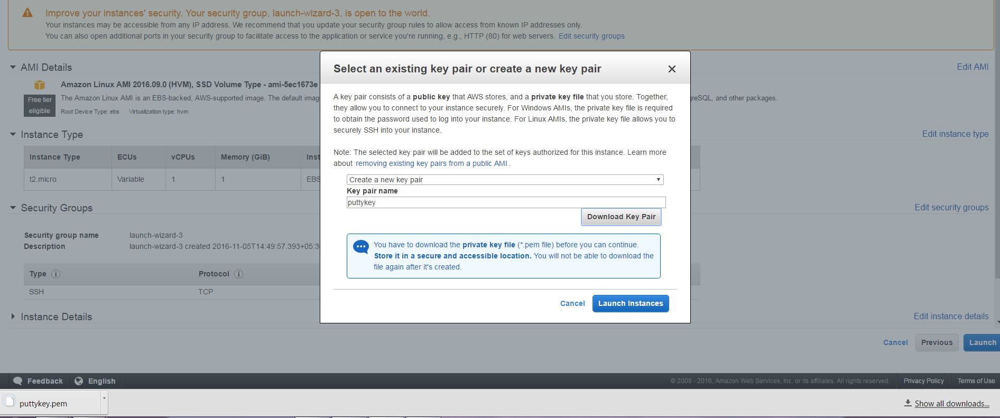 Improve your instances' security. Your security group, launch-wizard-3, is open to the world.
Your instances may be accessible from any IP address. We recommend that you update your security group rules to allow access from known IP addresses only.
You can also open additional ports in your security group to facilitate access to the application or service you're running, e.g., HTTP (80) for web servers. Edit security groups
AMI Details
Edit AMI
Amazon Linux AMI 2016.09.0 (HVM), SSD Volume Type - ami-5ec1673e
Free tier eligible
The Amazon Linux AMI is an EBS-backed, AWS-supported image. The default
and other packages.
Root Device Type: ebs Virtualization type: hvm
Instance Type
Edit instance type
Instance Type ECUs vCPUs Memory (GiB)
t2.micro Variable 1 1 EBS
Security Groups
Edit security groups
Security group name launch-wizard-3
Description launch-wizard-3 created 2016-11-05T14:49:57.393+05:3
Type Protocol
SSH TCP
Instance Details
Edit instance details
Cancel Previous Launch
Select an existing key pair or create a new key pair
A key pair consists of a public key that AWS stores, and a private key file that you store. Together,
they allow you to connect to your instance securely. For Windows AMIs, the private key file is required
to obtain the password used to log into your instance. For Linux AMIs, the private key file allows you to
securely SSH into your instance.
Note: The selected key pair will be added to the set of keys authorized for this instance. Learn more
about removing existing key pairs from a public AMI .
Create a new key pair
Key pair name
puttykey
Download Key Pair
You have to download the private key file (*.pem file) before you can continue.
Store it in a secure and accessible location. You will not be able to download the
file again after it's created.
Cancel Launch Instances
Feedback English
© 2008 - 2016, Amazon Web Services, Inc. or its affiliates. All rights reserved. Privacy Policy Terms of Use
puttykey.pem
Show all downloads...